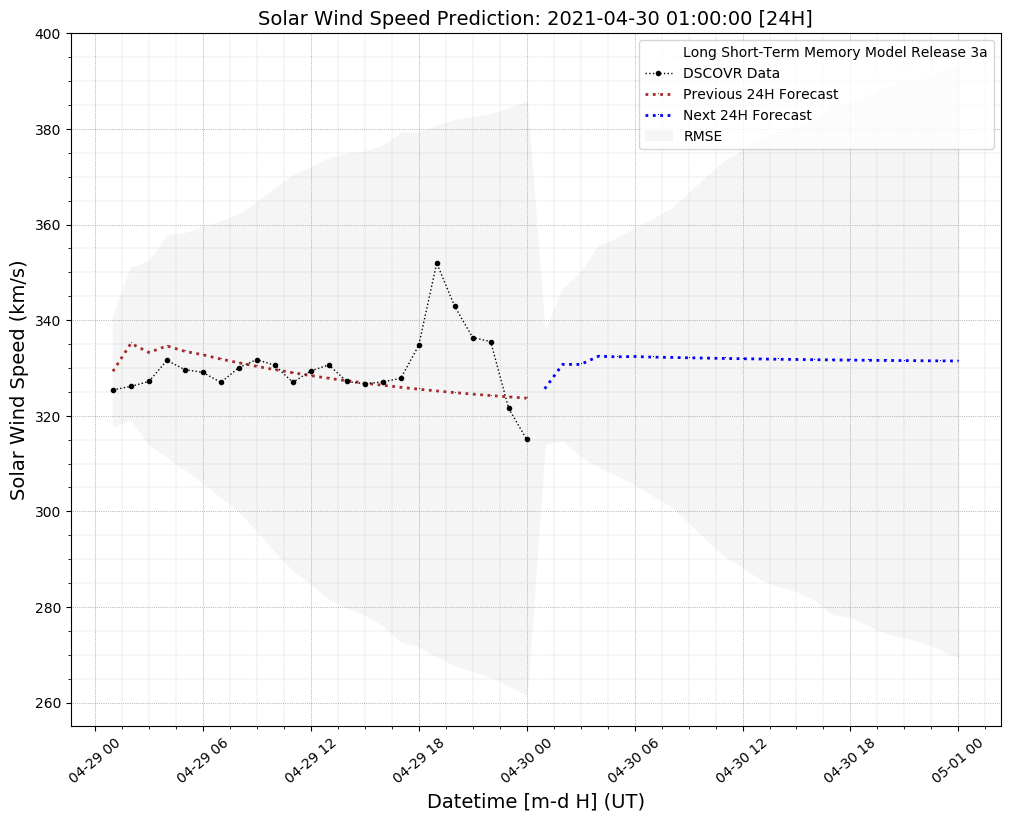 Solar Wind Speed Prediction: 2021-04-30 01:00:00 [24H]
Long Short-Term Memory Model Release 3a
DSCOVR Data
Previous 24H Forecast
Next 24H Forecast
RMSE
Solar Wind Speed (km/s)
400
380
360
340
320
300
280
260
04-29 00
04-29 06
04-29 12
04-29 18
04-30 00
04-30 06
04-30 12
04-30 18
05-01 00
Datetime [m-d H] (UT)